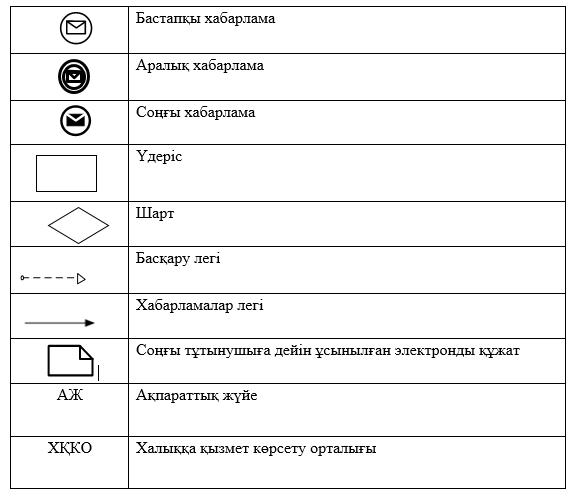 Бастапқы хабарлама
Аралық хабарлама
Соңғы хабарлама
Үдеріс
Шарт
Басқару легі
Хабарламалар легі
Соңғы тұтынушыға дейін ұсынылған электронды құжат
АЖ Ақпараттық жүйе
ХҚКО Халыққа қызмет көрсету орталығы